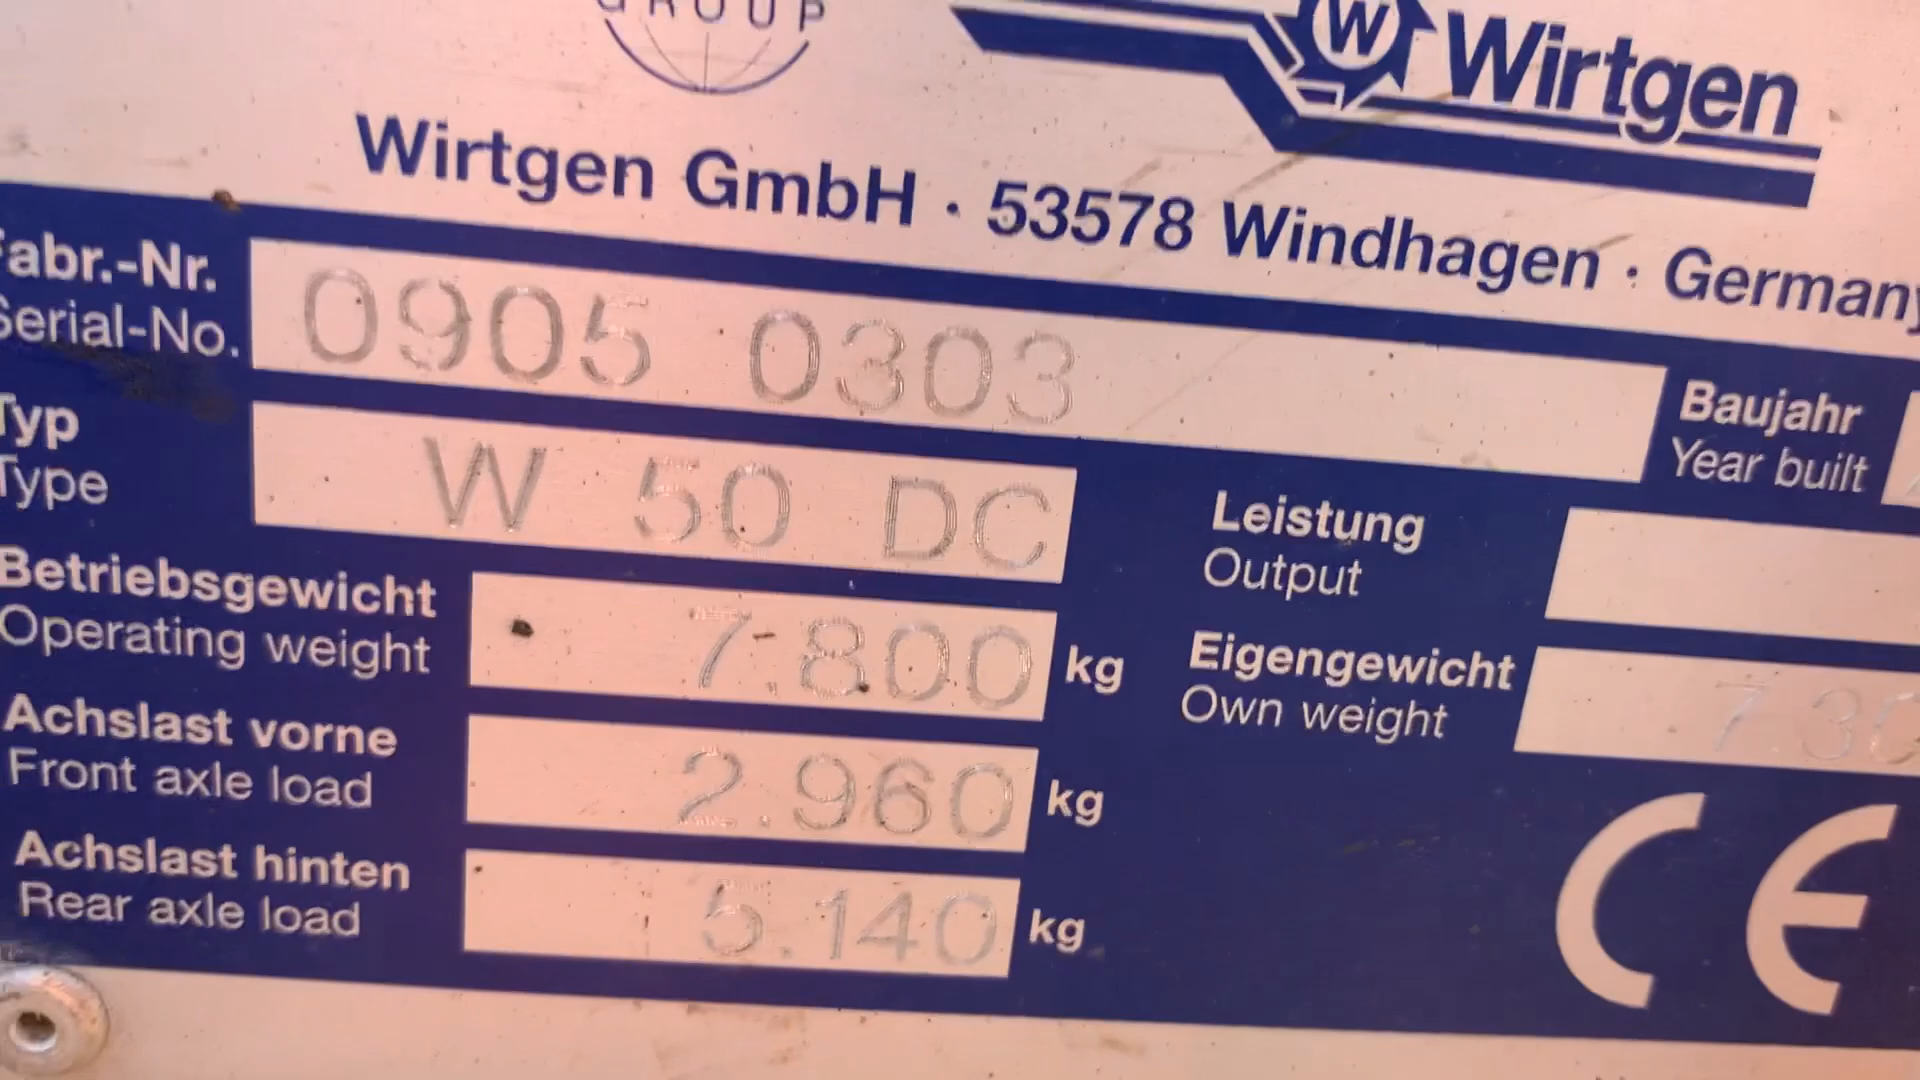 GROUP
W Wirtgen
Wirtgen GmbH · 53578 Windhagen · Germany
Fabr.-Nr.
Serial-No.
0905 0303
Baujahr
Year built
Typ
Type
W 50 DC
Leistung
Output
Betriebsgewicht
Operating weight
7.800 kg
Eigengewicht
Own weight
7.30
Achslast vorne
Front axle load
2.960 kg
Achslast hinten
Rear axle load
5.140 kg
CE